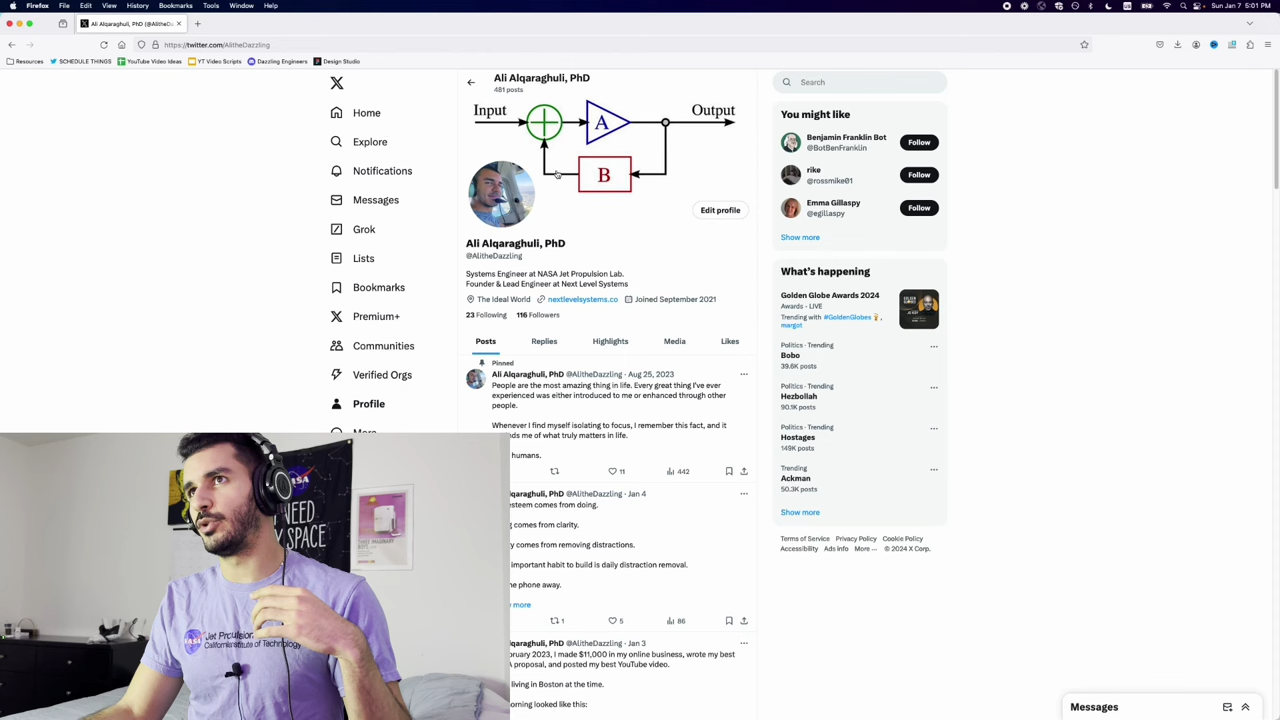 Firefox File Edit View History Bookmarks Tools Window Help
Sun Jan 7 5:01 PM
Ali Alqaraghuli, PhD (@AlitheDa
https://twitter.com/AlitheDazzling
Resources
SCHEDULE THINGS
YouTube Video Ideas
YT Video Scripts
Dazzling Engineers
Design Studio
Home
Explore
Notifications
Messages
Grok
Lists
Bookmarks
Premium+
Communities
Verified Orgs
Profile
More
Ali Alqaraghuli, PhD
481 posts
Input
A
Output
B
Edit profile
Ali Alqaraghuli, PhD
@AlitheDazzling
Systems Engineer at NASA Jet Propulsion Lab.
Founder & Lead Engineer at Next Level Systems
The Ideal World nextlevelsystems.co Joined September 2021
23 Following 116 Followers
Posts Replies Highlights Media Likes
Pinned
Ali Alqaraghuli, PhD @AlitheDazzling · Aug 25, 2023
People are the most amazing thing in life. Every great thing I've ever
experienced was either introduced to me or enhanced through other
people.
Whenever I find myself isolating to focus, I remember this fact, and it
nds me of what truly matters in life.
humans.
11 442
lqaraghuli, PhD @AlitheDazzling · Jan 4
esteem comes from doing.
g comes from clarity.
y comes from removing distractions.
important habit to build is daily distraction removal.
ne phone away.
more
1 5 86
lqaraghuli, PhD @AlitheDazzling · Jan 3
bruary 2023, I made $11,000 in my online business, wrote my best
A proposal, and posted my best YouTube video.
living in Boston at the time.
orning looked like this:
Search
You might like
Benjamin Franklin Bot
@BotBenFranklin
Follow
rike
@rossmike01
Follow
Emma Gillaspy
@egillaspy
Follow
Show more
What's happening
Golden Globe Awards 2024
Awards · LIVE
Trending with #GoldenGlobes,
margot
Politics · Trending
Bobo
39.6K posts
Politics · Trending
Hezbollah
90.1K posts
Politics · Trending
Hostages
149K posts
Trending
Ackman
50.3K posts
Show more
Terms of Service Privacy Policy Cookie Policy
Accessibility Ads info More ··· © 2024 X Corp.
Messages
NASA
NEED
SPACE
NASA
Jet Propulsion
California Institute of Technology